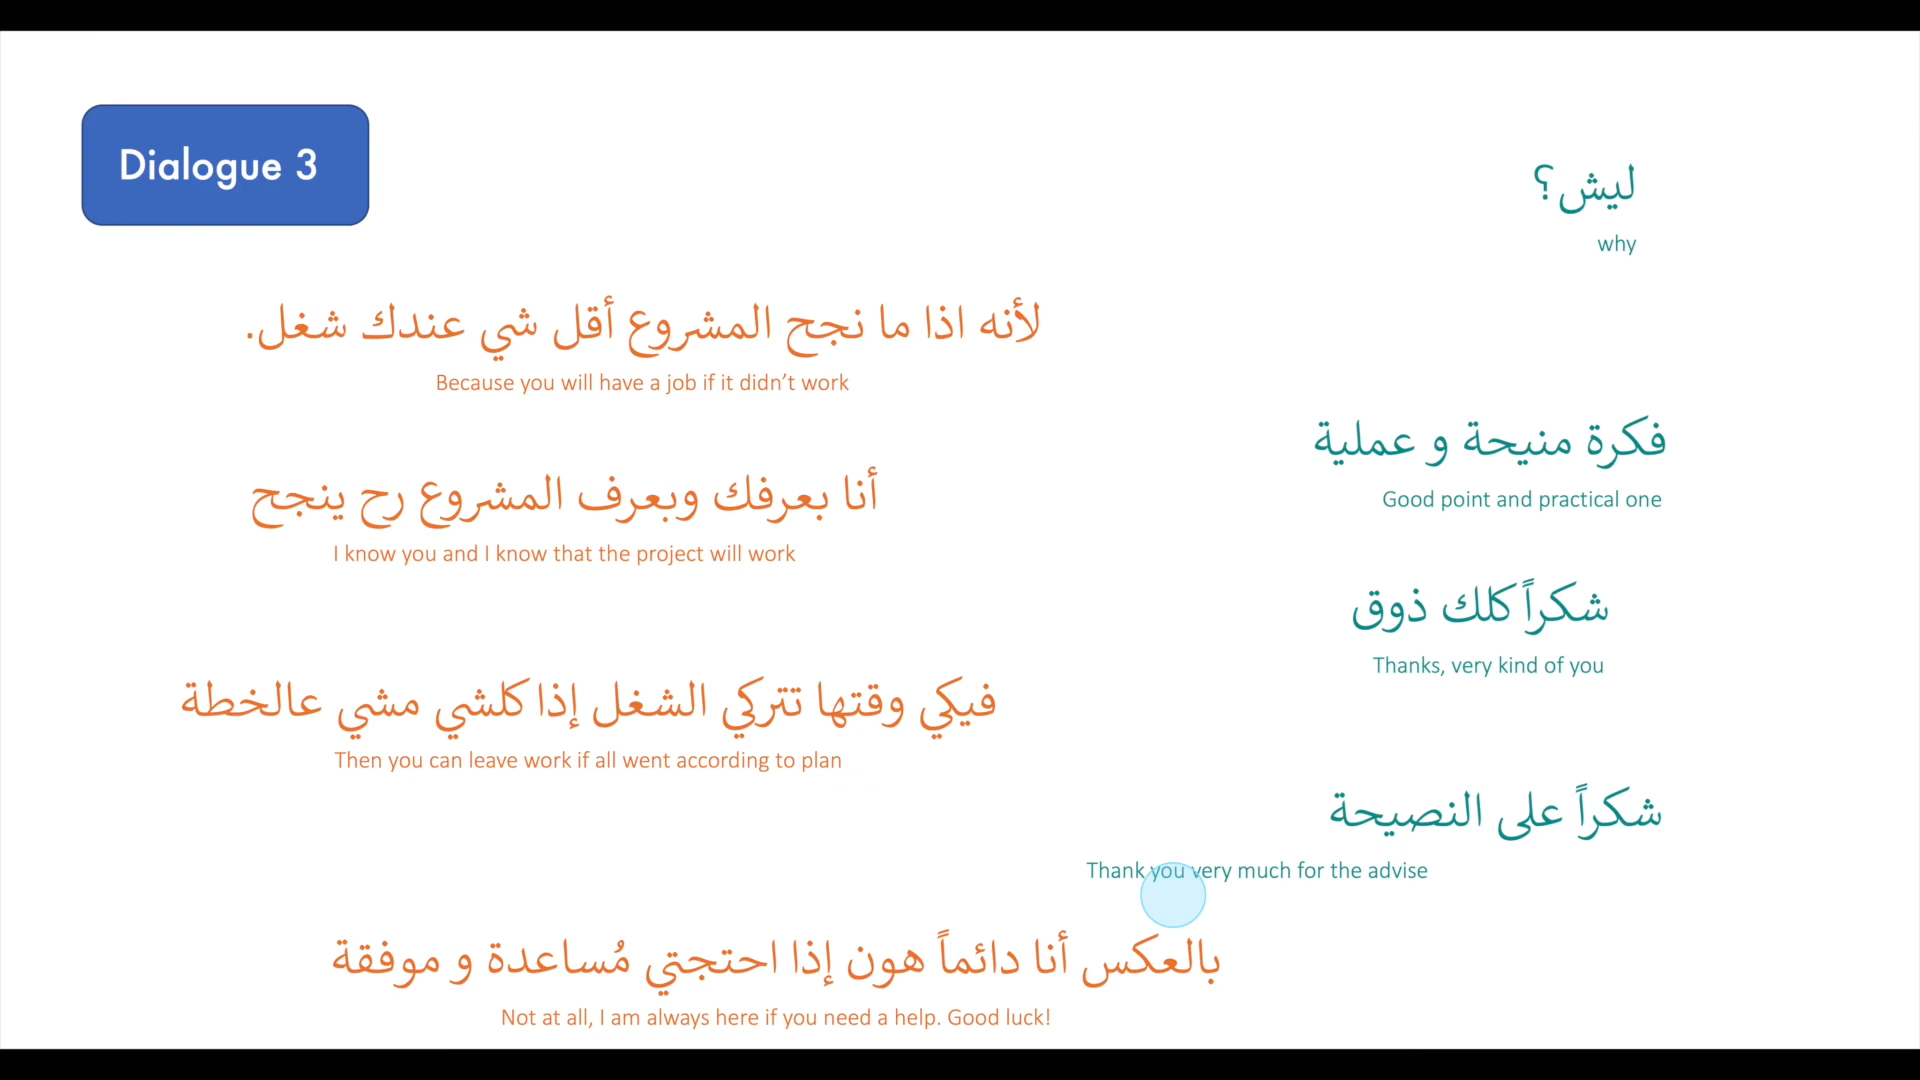 Dialogue 3
ليش؟
why
لأنه اذا ما نجح المشروع أقل شي عندك شغل.
Because you will have a job if it didn’t work
فكرة منيحة و عملية
Good point and practical one
أنا بعرفك وبعرف المشروع رح ينجح
I know you and I know that the project will work
شكراً كلك ذوق
Thanks, very kind of you
فيكي وقتها تتركي الشغل إذا كلشي مشي عالخطة
Then you can leave work if all went according to plan
شكراً على النصيحة
Thank you very much for the advise
بالعكس أنا دائماً هون إذا احتجتي مُساعدة و موفقة
Not at all, I am always here if you need a help. Good luck!